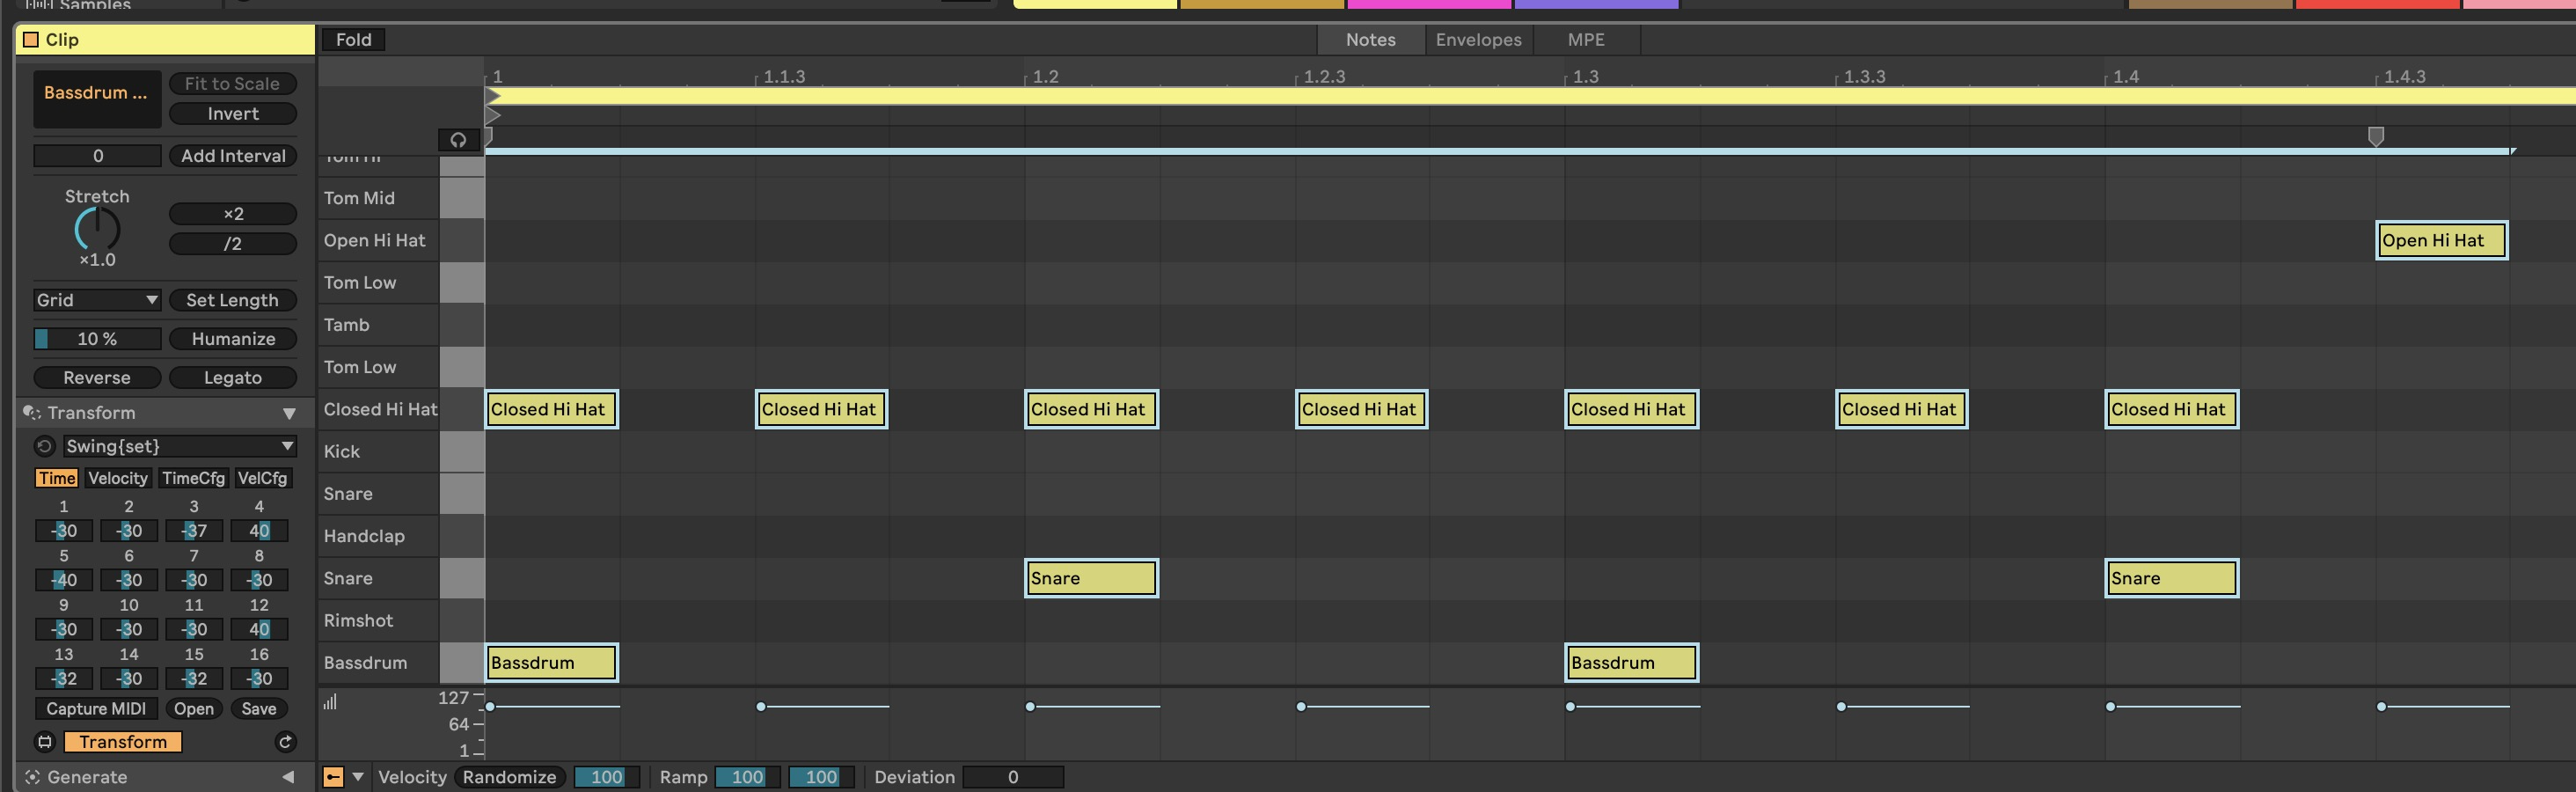 Samples
Clip
Fold
Notes
Envelopes
MPE
Bassdrum ...
Fit to Scale
Invert
0
Add Interval
Stretch
×2
/2
×1.0
Grid
Set Length
10 %
Humanize
Reverse
Legato
Transform
Swing{set}
Time
Velocity
TimeCfg
VelCfg
1 2 3 4
-30 -30 -37 40
5 6 7 8
-40 -30 -30 -30
9 10 11 12
-30 -30 -30 40
13 14 15 16
-32 -30 -32 -30
Capture MIDI
Open
Save
Transform
Generate
1 1.1.3 1.2 1.2.3 1.3 1.3.3 1.4 1.4.3
Tom Hi
Tom Mid
Open Hi Hat Open Hi Hat
Tom Low
Tamb
Tom Low
Closed Hi Hat Closed Hi Hat Closed Hi Hat Closed Hi Hat Closed Hi Hat Closed Hi Hat Closed Hi Hat Closed Hi Hat
Kick
Snare
Handclap
Snare Snare Snare
Rimshot
Bassdrum Bassdrum Bassdrum
127
64
1
Velocity Randomize 100 Ramp 100 100 Deviation 0